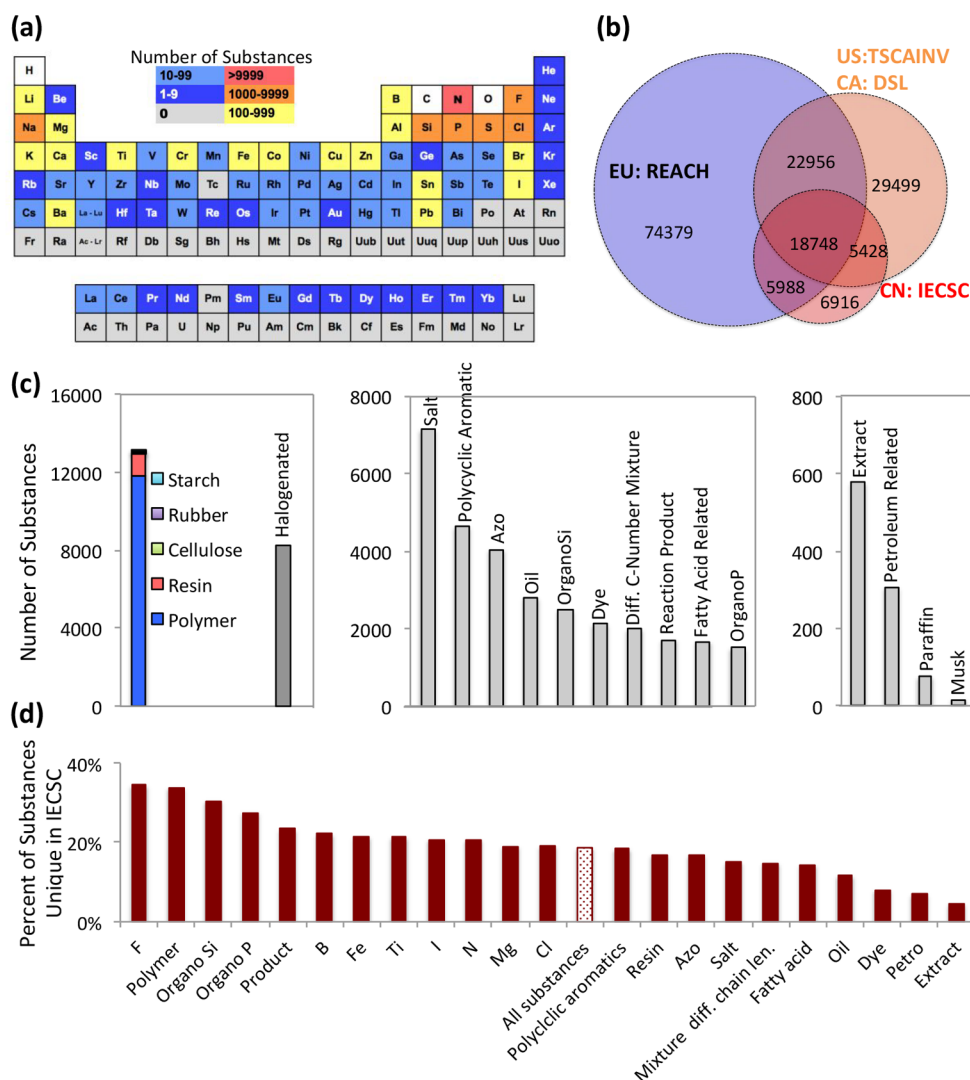 (a)
Number of Substances
10-99 >9999
1-9 1000-9999
0 100-999
H He
Li Be B C N O F Ne
Na Mg Al Si P S Cl Ar
K Ca Sc Ti V Cr Mn Fe Co Ni Cu Zn Ga Ge As Se Br Kr
Rb Sr Y Zr Nb Mo Tc Ru Rh Pd Ag Cd In Sn Sb Te I Xe
Cs Ba La - Lu Hf Ta W Re Os Ir Pt Au Hg Tl Pb Bi Po At Rn
Fr Ra Ac - Lr Rf Db Sg Bh Hs Mt Ds Rg Uub Uut Uuq Uup Uuh Uus Uuo
La Ce Pr Nd Pm Sm Eu Gd Tb Dy Ho Er Tm Yb Lu
Ac Th Pa U Np Pu Am Cm Bk Cf Es Fm Md No Lr
(b)
US:TSCAINV
CA: DSL
EU: REACH
22956
29499
74379
18748
5428
5988
6916
CN: IECSC
(c)
Number of Substances
16000
12000
8000
4000
0
Starch
Rubber
Cellulose
Resin
Polymer
Halogenated
8000
6000
4000
2000
0
Salt
Polycyclic Aromatic
Azo
Oil
OrganoSi
Dye
Diff. C-Number Mixture
Reaction Product
Fatty Acid Related
OrganoP
800
600
400
200
0
Extract
Petroleum Related
Paraffin
Musk
(d)
Percent of Substances
Unique in IECSC
40%
20%
0%
F
Polymer
Organo Si
Organo P
Product
B
Fe
Ti
I
N
Mg
Cl
All substances
Polyclclic aromatics
Resin
Azo
Salt
Mixture diff. chain len.
Fatty acid
Oil
Dye
Petro
Extract